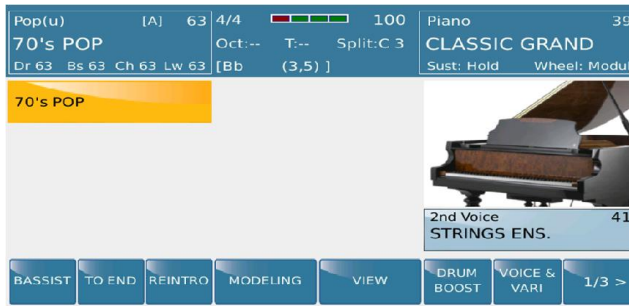 Pop(u) [A] 63
70's POP
Dr 63 Bs 63 Ch 63 Lw 63
4/4 100
Oct:-- T:-- Split:C 3
[Bb (3,5) ]
Piano 39
CLASSIC GRAND
Sust: Hold Wheel: Modul
70's POP
2nd Voice 41
STRINGS ENS.
BASSIST
TO END
REINTRO
MODELING
VIEW
DRUM
BOOST
VOICE &
VARI
1/3 >